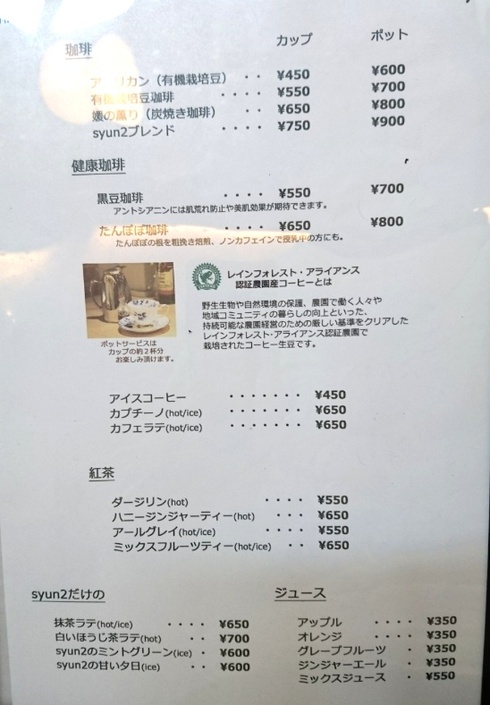 珈琲 カップ ポット
アメリカン（有機栽培豆） ・・ ¥450 ¥600
有機栽培豆珈琲 ・・・・ ¥550 ¥700
の薫り（炭焼き珈琲） ・・ ¥650 ¥800
syun2ブレンド ・・・・ ¥750 ¥900
健康珈琲
黒豆珈琲 ・・・・ ¥550 ¥700
アントシアニンには肌荒れ防止や美肌効果が期待できます。
たんぽぽ珈琲 ・・・・ ¥650 ¥800
たんぽぽの根を粗挽き焙煎、ノンカフェインで授乳中の方にも。
レインフォレスト・アライアンス
認証農園産コーヒーとは
野生生物や自然環境の保護、農園で働く人々や
地域コミュニティの暮らしの向上といった、
持続可能な農園経営のための厳しい基準をクリアした
レインフォレスト・アライアンス認証農園で
栽培されたコーヒー生豆です。
ポットサービスは
カップの約２杯分
お楽しみ頂けます。
アイスコーヒー ・・・・・・・ ¥450
カプチーノ(hot/ice) ・・・・・・・ ¥650
カフェラテ(hot/ice) ・・・・・・・ ¥650
紅茶
ダージリン(hot) ・・・・ ¥550
ハニージンジャーティー(hot) ・・・ ¥650
アールグレイ(hot/ice) ・・・・ ¥550
ミックスフルーツティー(hot/ice) ・・ ¥650
syun2だけの
抹茶ラテ(hot/ice) ・・・・ ¥650
白いほうじ茶ラテ(hot) ・・ ¥700
syun2のミントグリーン(ice) ・ ¥600
syun2の甘い夕日(ice) ・・ ¥600
ジュース
アップル ・・・・ ¥350
オレンジ ・・・・ ¥350
グレープフルーツ ・ ¥350
ジンジャーエール ・ ¥350
ミックスジュース ・ ¥550